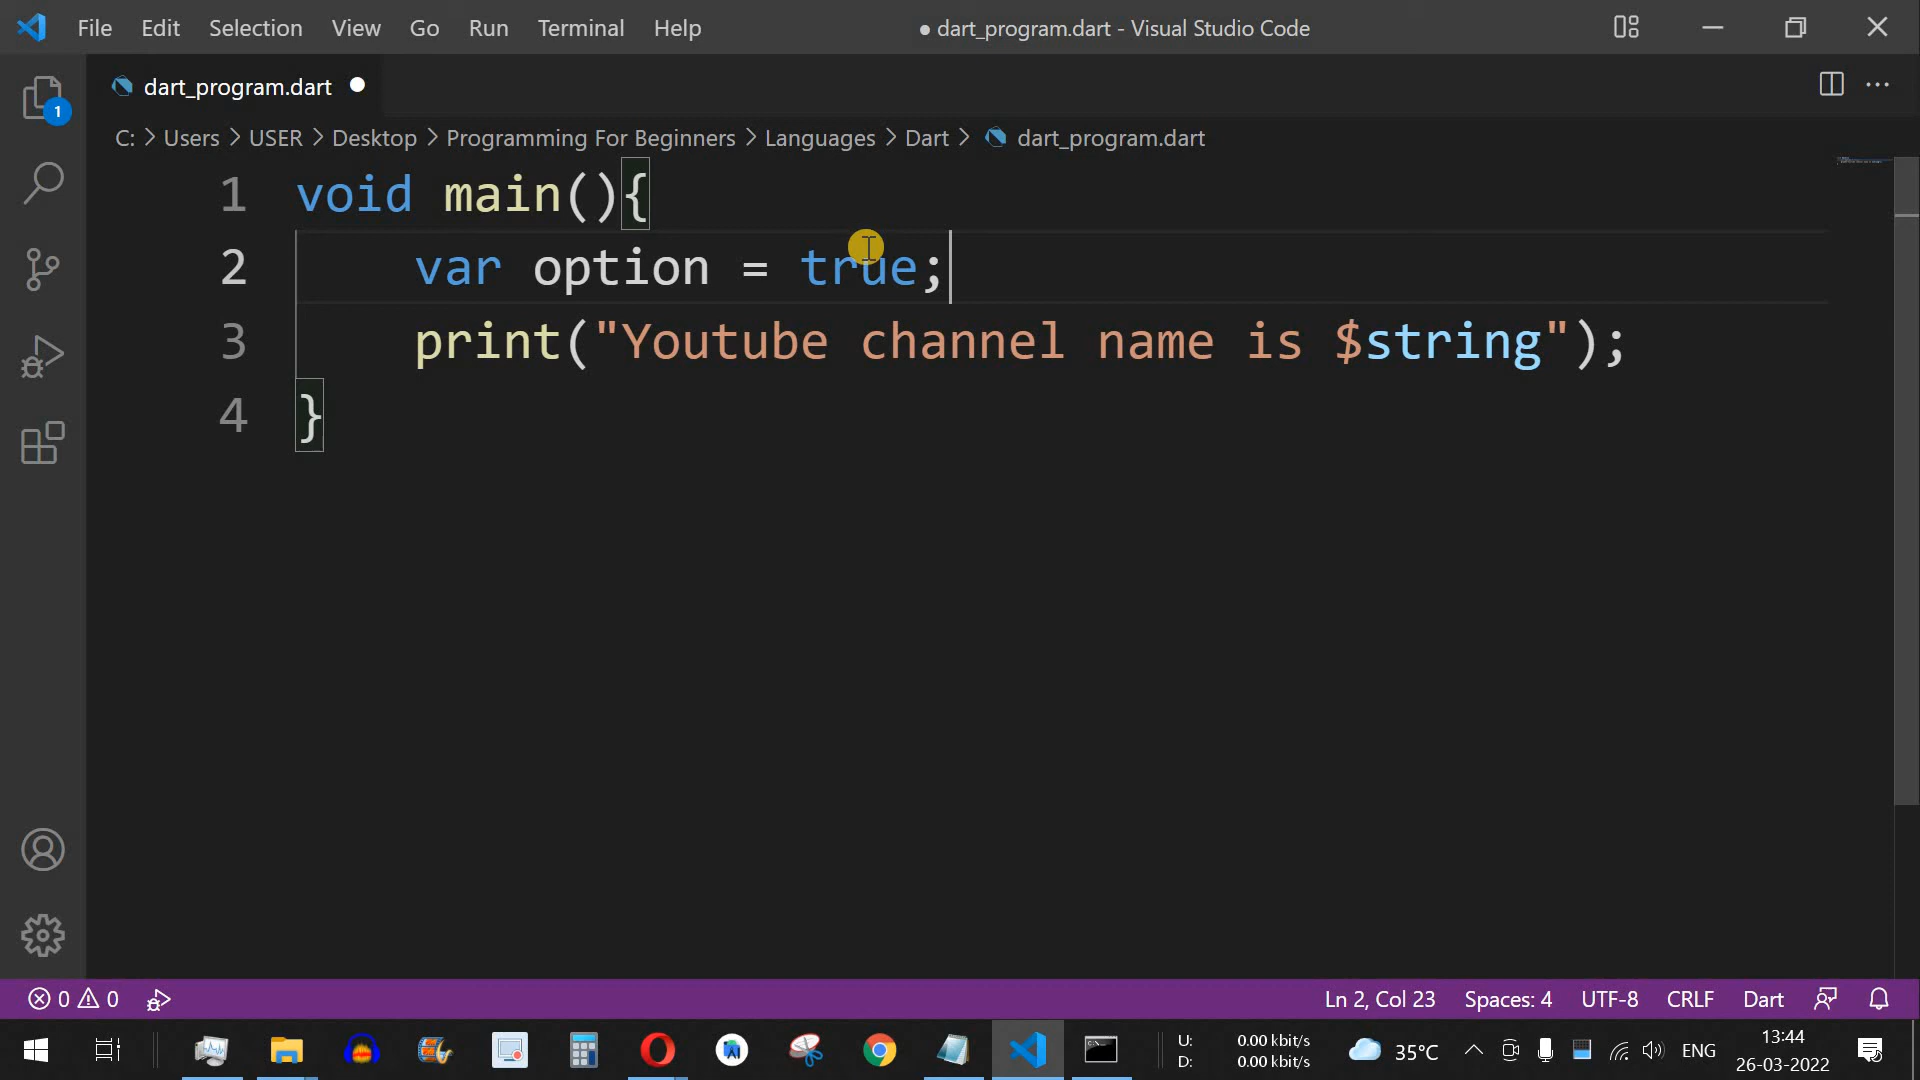 File Edit Selection View Go Run Terminal Help ● dart_program.dart - Visual Studio Code
dart_program.dart
1
C: > Users > USER > Desktop > Programming For Beginners > Languages > Dart > dart_program.dart
1 void main(){
2 var option = true;
3 print("Youtube channel name is $string");
4 }
0 0 Ln 2, Col 23 Spaces: 4 UTF-8 CRLF Dart
U: 0.00 kbit/s
D: 0.00 kbit/s
35°C ENG
13:44
26-03-2022